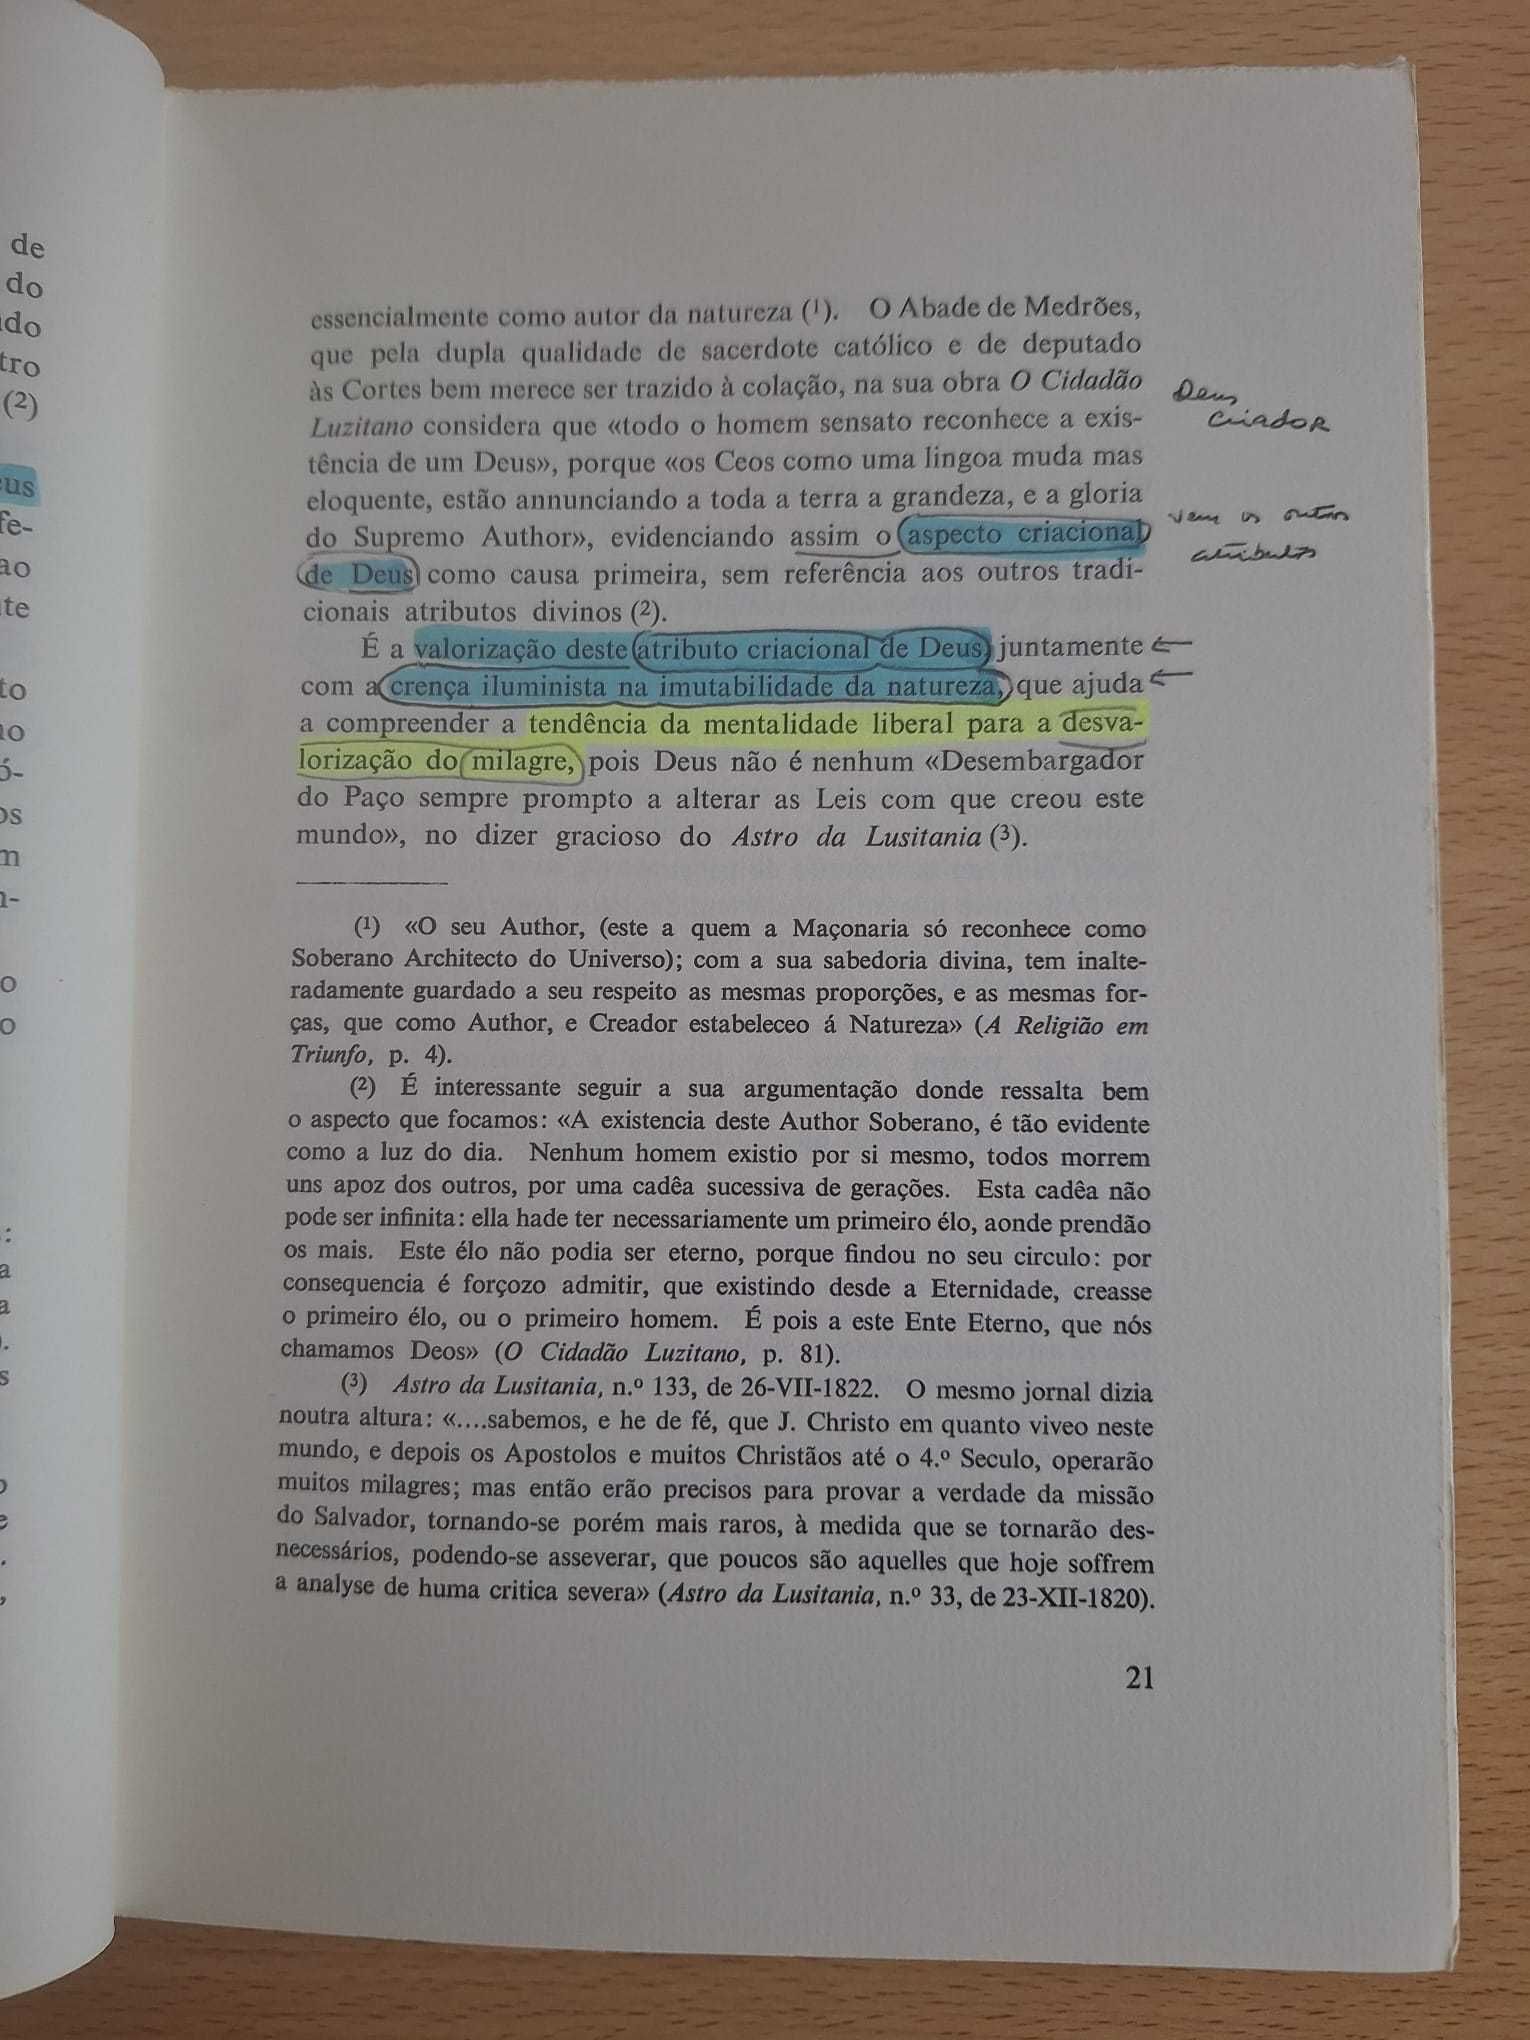 de
do
tro
(²)
eus
fe-
ao
to
os
m
o
essencialmente como autor da natureza (¹). O Abade de Medrões,
que pela dupla qualidade de sacerdote católico e de deputado
às Cortes bem merece ser trazido à colação, na sua obra O Cidadão
Luzitano considera que «todo o homem sensato reconhece a exis-
tência de um Deus», porque «os Ceos como uma lingoa muda mas
eloquente, estão annunciando a toda a terra a grandeza, e a gloria
do Supremo Author», evidenciando assim o aspecto criacional
de Deus como causa primeira, sem referência aos outros tradi-
cionais atributos divinos (²).
Deus
criador
vem os outros
atributos
É a valorização deste atributo criacional de Deus, juntamente
com a crença iluminista na imutabilidade da natureza, que ajuda
a compreender a tendência da mentalidade liberal para a desva-
lorização do milagre, pois Deus não é nenhum «Desembargador
do Paço sempre prompto a alterar as Leis com que creou este
mundo», no dizer gracioso do Astro da Lusitania (³).
(¹) «O seu Author, (este a quem a Maçonaria só reconhece como
Soberano Architecto do Universo); com a sua sabedoria divina, tem inalte-
radamente guardado a seu respeito as mesmas proporções, e as mesmas for-
ças, que como Author, e Creador estabeleceo á Natureza» (A Religião em
Triunfo, p. 4).
(²) É interessante seguir a sua argumentação donde ressalta bem
o aspecto que focamos: «A existencia deste Author Soberano, é tão evidente
como a luz do dia. Nenhum homem existio por si mesmo, todos morrem
uns apoz dos outros, por uma cadêa sucessiva de gerações. Esta cadêa não
pode ser infinita: ella hade ter necessariamente um primeiro élo, aonde prendão
os mais. Este élo não podia ser eterno, porque findou no seu circulo: por
consequencia é forçozo admitir, que existindo desde a Eternidade, creasse
o primeiro élo, ou o primeiro homem. É pois a este Ente Eterno, que nós
chamamos Deos» (O Cidadão Luzitano, p. 81).
(³) Astro da Lusitania, n.º 133, de 26-VII-1822. O mesmo jornal dizia
noutra altura: «....sabemos, e he de fé, que J. Christo em quanto viveo neste
mundo, e depois os Apostolos e muitos Christãos até o 4.º Seculo, operarão
muitos milagres; mas então erão precisos para provar a verdade da missão
do Salvador, tornando-se porém mais raros, à medida que se tornarão des-
necessários, podendo-se asseverar, que poucos são aquelles que hoje soffrem
a analyse de huma critica severa» (Astro da Lusitania, n.º 33, de 23-XII-1820).
21